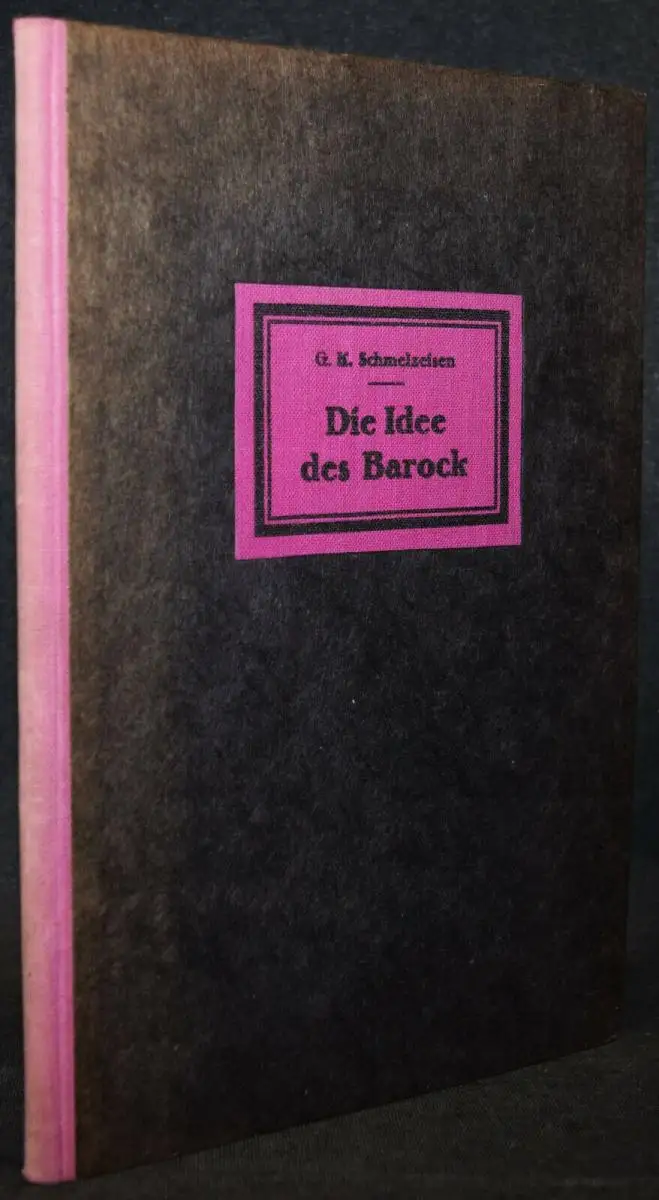 G. K. Schmelzeisen
Die Idee
des Barock